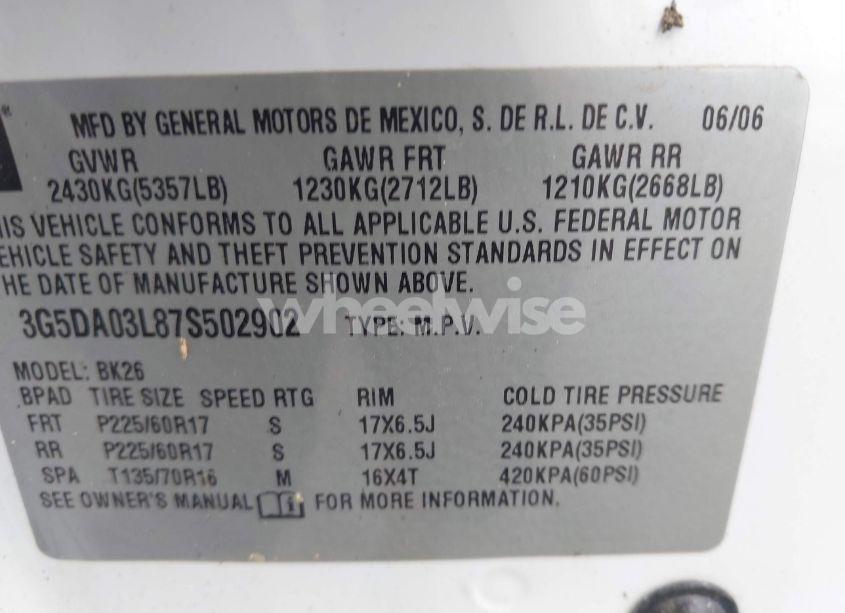 MFD BY GENERAL MOTORS DE MEXICO, S. DE R.L. DE C.V. 06/06
GVWR GAWR FRT GAWR RR
2430KG(5357LB) 1230KG(2712LB) 1210KG(2668LB)
HIS VEHICLE CONFORMS TO ALL APPLICABLE U.S. FEDERAL MOTOR
EHICLE SAFETY AND THEFT PREVENTION STANDARDS IN EFFECT ON
HE DATE OF MANUFACTURE SHOWN ABOVE.
wheelwise
3G5DA03L87S502902 TYPE: M.P.V.
MODEL: BK26
BPAD TIRE SIZE SPEED RTG RIM COLD TIRE PRESSURE
FRT P225/60R17 S 17X6.5J 240KPA(35PSI)
RR P225/60R17 S 17X6.5J 240KPA(35PSI)
SPA T135/70R16 M 16X4T 420KPA(60PSI)
SEE OWNER'S MANUAL FOR MORE INFORMATION.